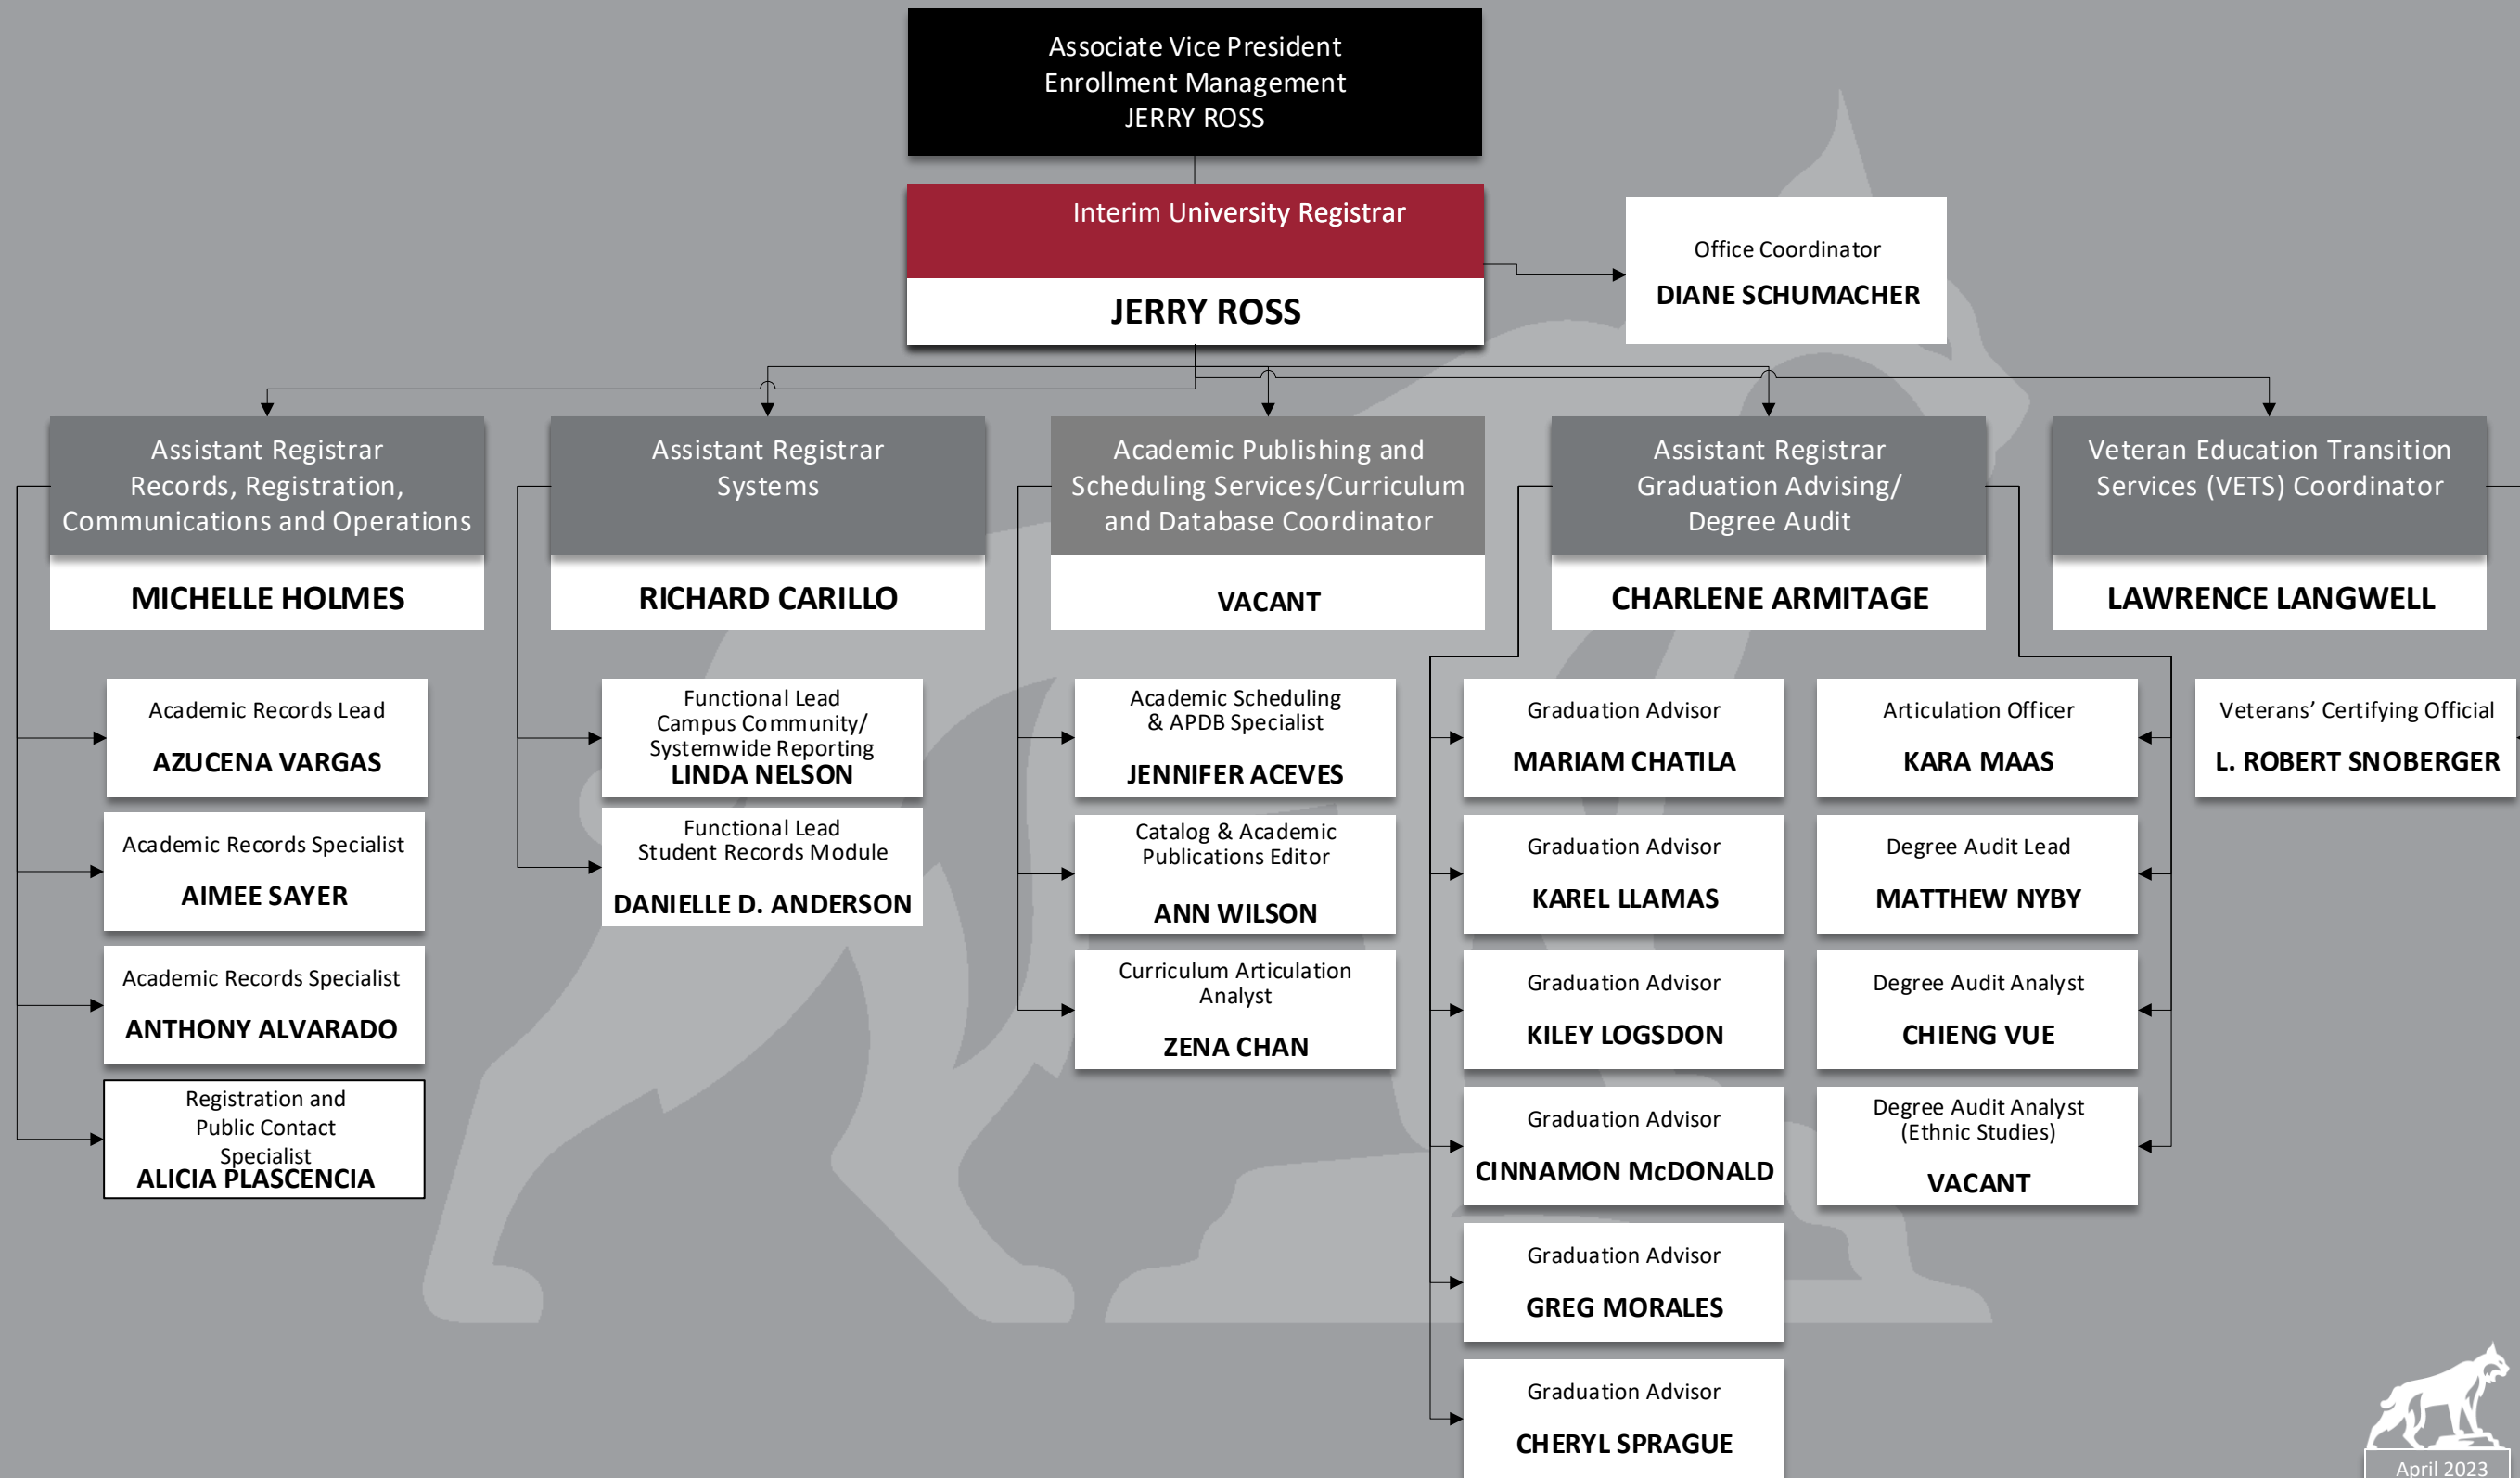 Associate Vice President
Enrollment Management
JERRY ROSS
Interim University Registrar
JERRY ROSS
Office Coordinator
DIANE SCHUMACHER
Assistant Registrar
Records, Registration,
Communications and Operations
MICHELLE HOLMES
Academic Records Lead
AZUCENA VARGAS
Academic Records Specialist
AIMEE SAYER
Academic Records Specialist
ANTHONY ALVARADO
Registration and
Public Contact
Specialist
ALICIA PLASCENCIA
Assistant Registrar
Systems
RICHARD CARILLO
Functional Lead
Campus Community/
Systemwide Reporting
LINDA NELSON
Functional Lead
Student Records Module
DANIELLE D. ANDERSON
Academic Publishing and
Scheduling Services/Curriculum
and Database Coordinator
VACANT
Academic Scheduling
& APDB Specialist
JENNIFER ACEVES
Catalog & Academic
Publications Editor
ANN WILSON
Curriculum Articulation
Analyst
ZENA CHAN
Assistant Registrar
Graduation Advising/
Degree Audit
CHARLENE ARMITAGE
Graduation Advisor
MARIAM CHATILA
Graduation Advisor
KAREL LLAMAS
Graduation Advisor
KILEY LOGSDON
Graduation Advisor
CINNAMON McDONALD
Graduation Advisor
GREG MORALES
Graduation Advisor
CHERYL SPRAGUE
Articulation Officer
KARA MAAS
Degree Audit Lead
MATTHEW NYBY
Degree Audit Analyst
CHIENG VUE
Degree Audit Analyst
(Ethnic Studies)
VACANT
Veteran Education Transition
Services (VETS) Coordinator
LAWRENCE LANGWELL
Veterans’ Certifying Official
L. ROBERT SNOBERGER
April 2023